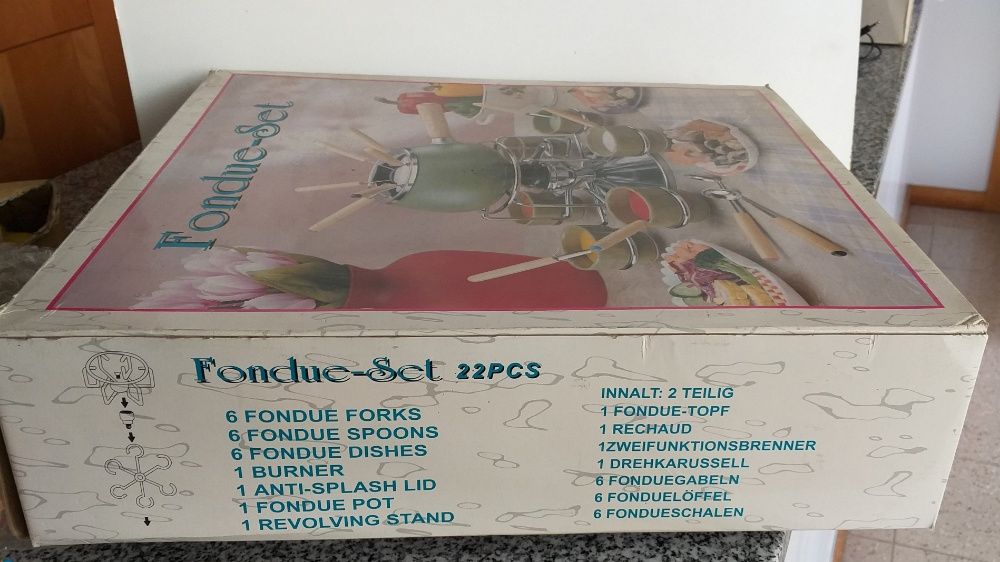 Fondue-Set
Fondue-Set 22PCS
6 FONDUE FORKS
6 FONDUE SPOONS
6 FONDUE DISHES
1 BURNER
1 ANTI-SPLASH LID
1 FONDUE POT
1 REVOLVING STAND
INNALT: 2 TEILIG
1 FONDUE-TOPF
1 RECHAUD
1ZWEIFUNKTIONSBRENNER
1 DREHKARUSSELL
6 FONDUEGABELN
6 FONDUELÖFFEL
6 FONDUESCHALEN